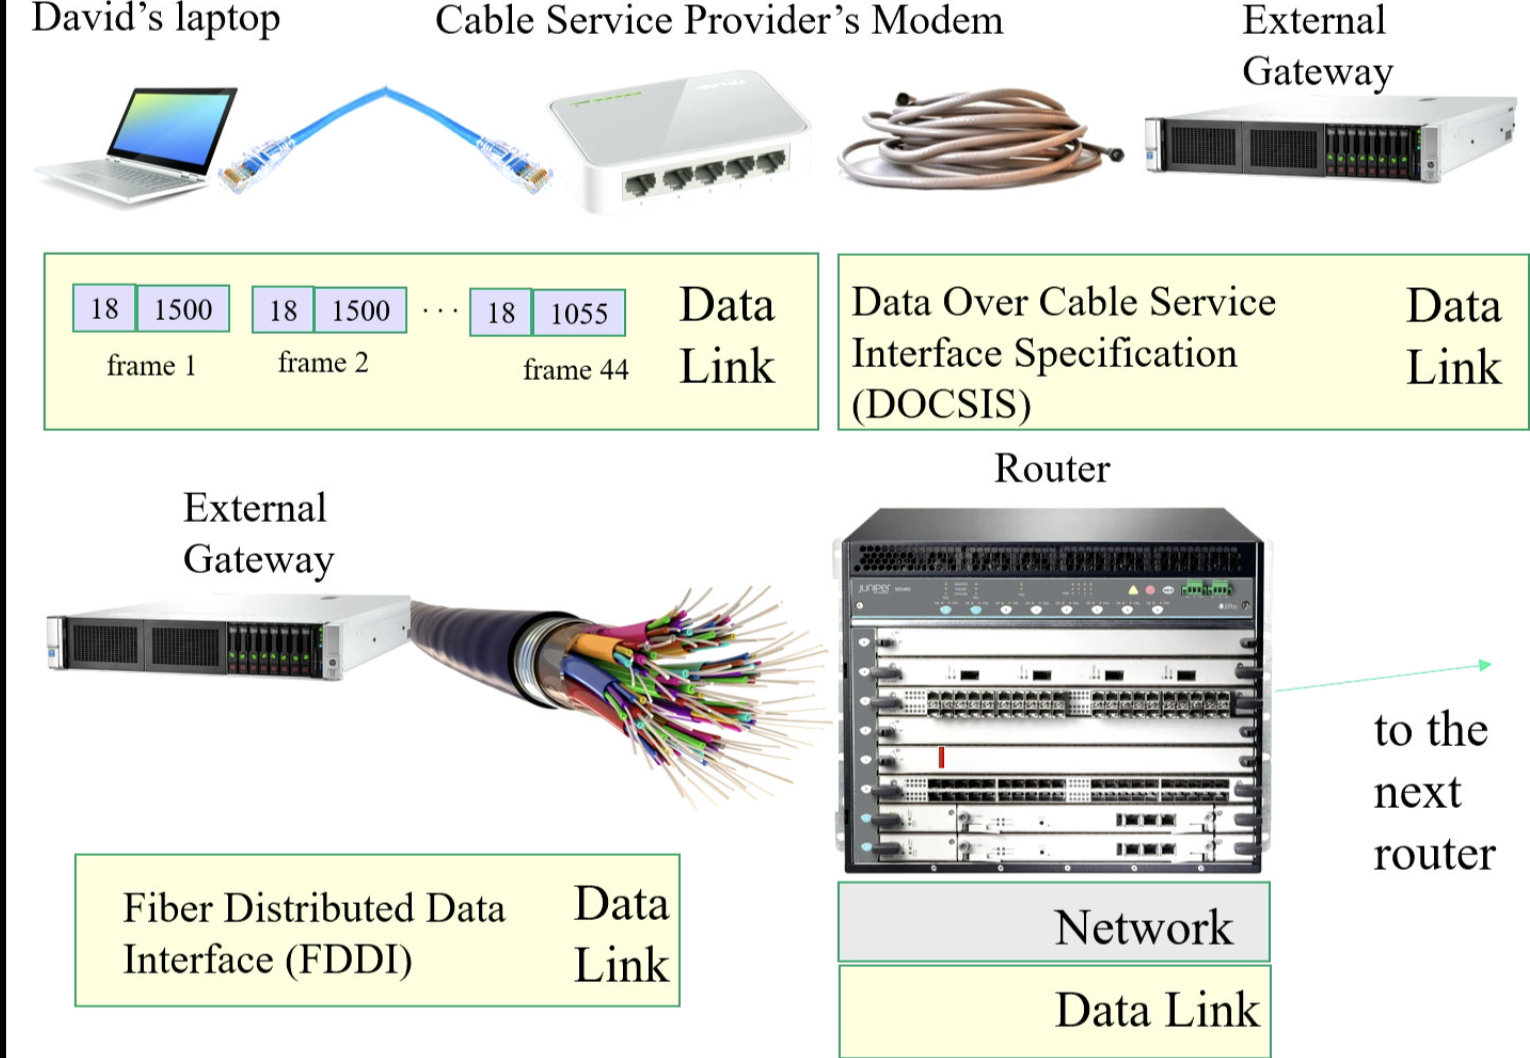 David’s laptop
Cable Service Provider’s Modem
External
Gateway
18 1500 18 1500 ... 18 1055
frame 1 frame 2 frame 44
Data
Link
Data Over Cable Service
Interface Specification
(DOCSIS)
Data
Link
External
Gateway
Router
JUNIPER
to the
next
router
Fiber Distributed Data
Interface (FDDI)
Data
Link
Network
Data Link